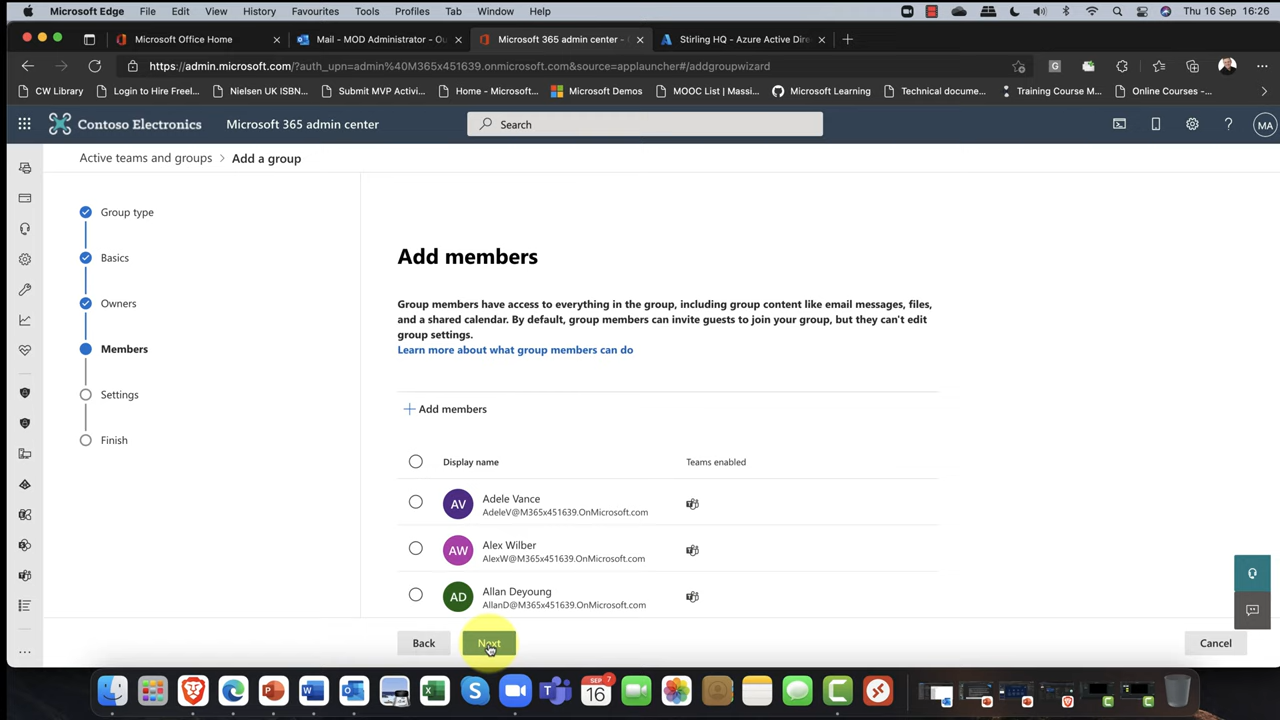 Microsoft Edge File Edit View History Favourites Tools Profiles Tab Window Help Thu 16 Sep 16:26
Microsoft Office Home
Mail - MOD Administrator - Ou
Microsoft 365 admin center -
Stirling HQ - Azure Active Dire
https://admin.microsoft.com/?auth_upn=admin%40M365x451639.onmicrosoft.com&source=applauncher#/addgroupwizard
CW Library
Login to Hire Freel...
Nielsen UK ISBN...
Submit MVP Activi...
Home - Microsoft...
Microsoft Demos
MOOC List | Massi...
Microsoft Learning
Technical docume...
Training Course M...
Online Courses -...
Contoso Electronics
Microsoft 365 admin center
Search
MA
Active teams and groups > Add a group
Group type
Basics
Owners
Members
Settings
Finish
Add members
Group members have access to everything in the group, including group content like email messages, files,
and a shared calendar. By default, group members can invite guests to join your group, but they can't edit
group settings.
Learn more about what group members can do
Add members
Display name Teams enabled
AV
Adele Vance
AdeleV@M365x451639.OnMicrosoft.com
AW
Alex Wilber
AlexW@M365x451639.OnMicrosoft.com
AD
Allan Deyoung
AllanD@M365x451639.OnMicrosoft.com
Back
Next
Cancel
SEP
7
16